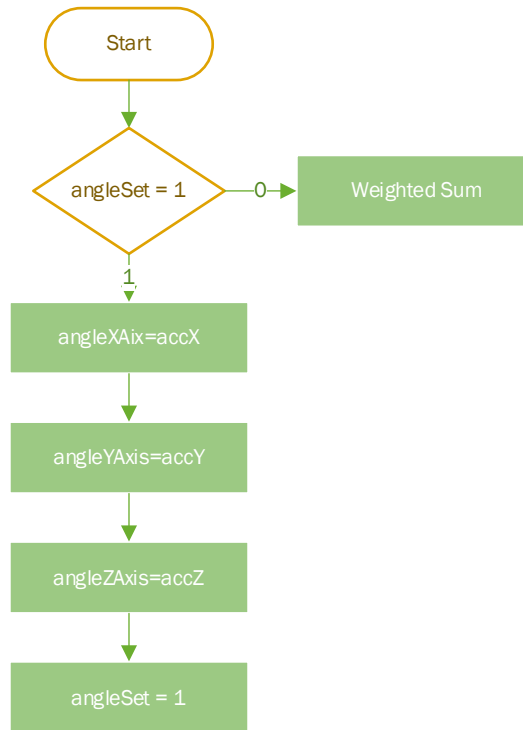 Start
angleSet = 1
0
Weighted Sum
1
angleXAix=accX
angleYAxis=accY
angleZAxis=accZ
angleSet = 1